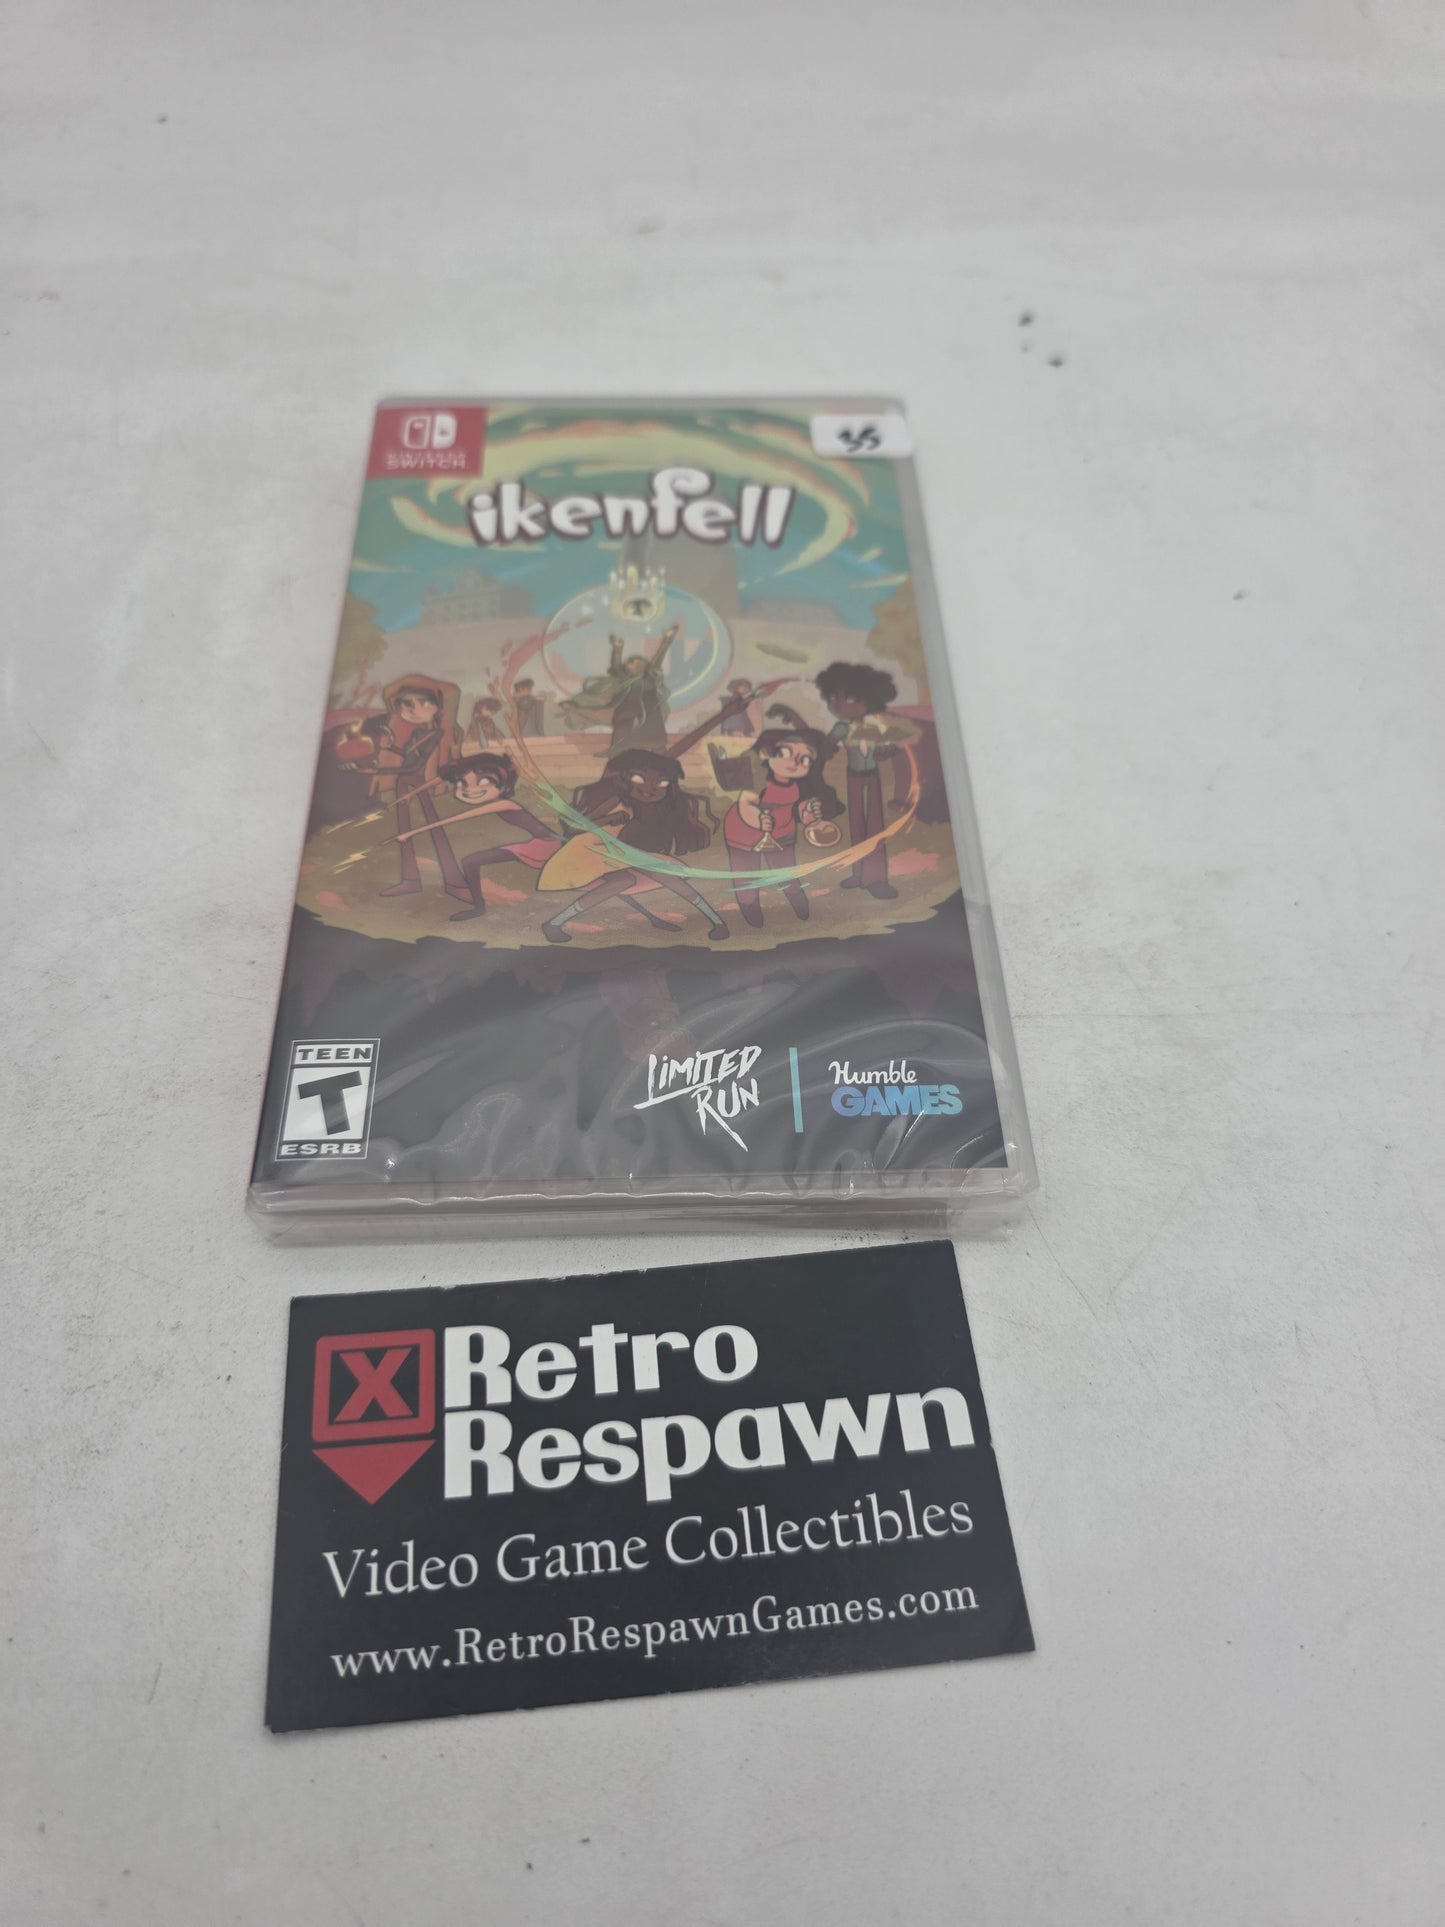 NINTENDO
SWITCH
35
ikenfell
T
TEEN
T
ESRB
LIMITED
RUN
Humble
GAMES
X Retro
Respawn
Video Game Collectibles
www.RetroRespawnGames.com